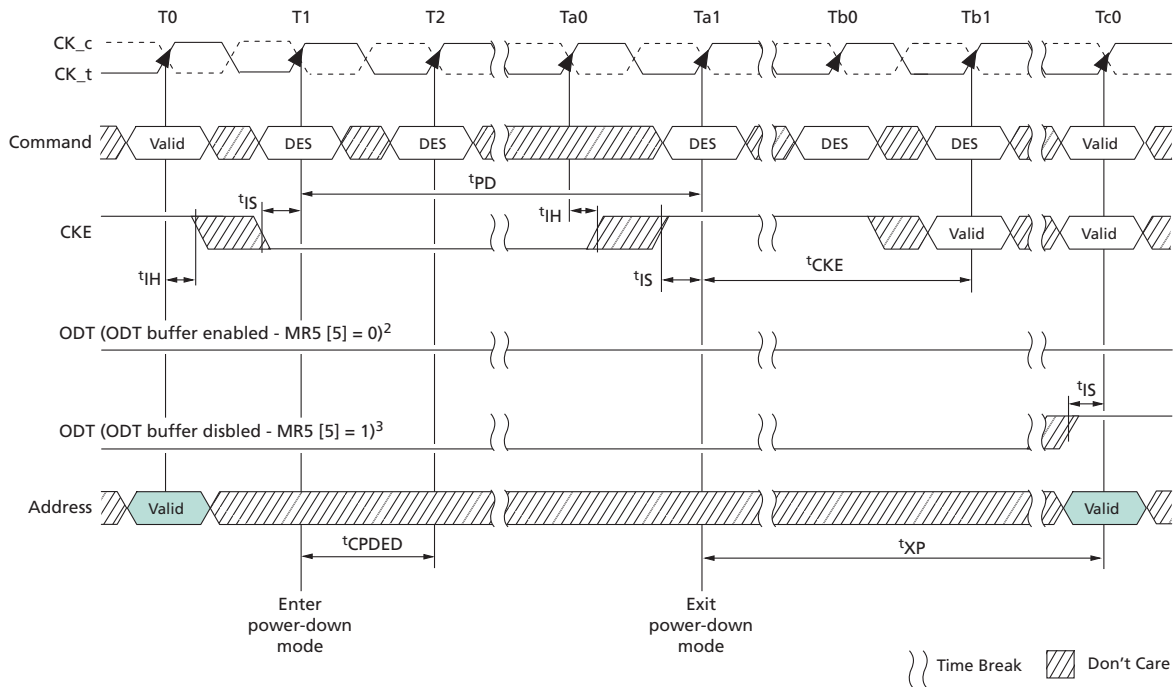 T0 T1 T2 Ta0 Ta1 Tb0 Tb1 Tc0
CK_c
CK_t
Command Valid DES DES DES DES DES Valid
tPD
tIS
tIH
CKE Valid Valid
tIH
tIS
tCKE
ODT (ODT buffer enabled - MR5 [5] = 0)2
tIS
ODT (ODT buffer disbled - MR5 [5] = 1)3
Address Valid Valid
tCPDED
tXP
Enter
power-down
mode
Exit
power-down
mode
Time Break Don't Care